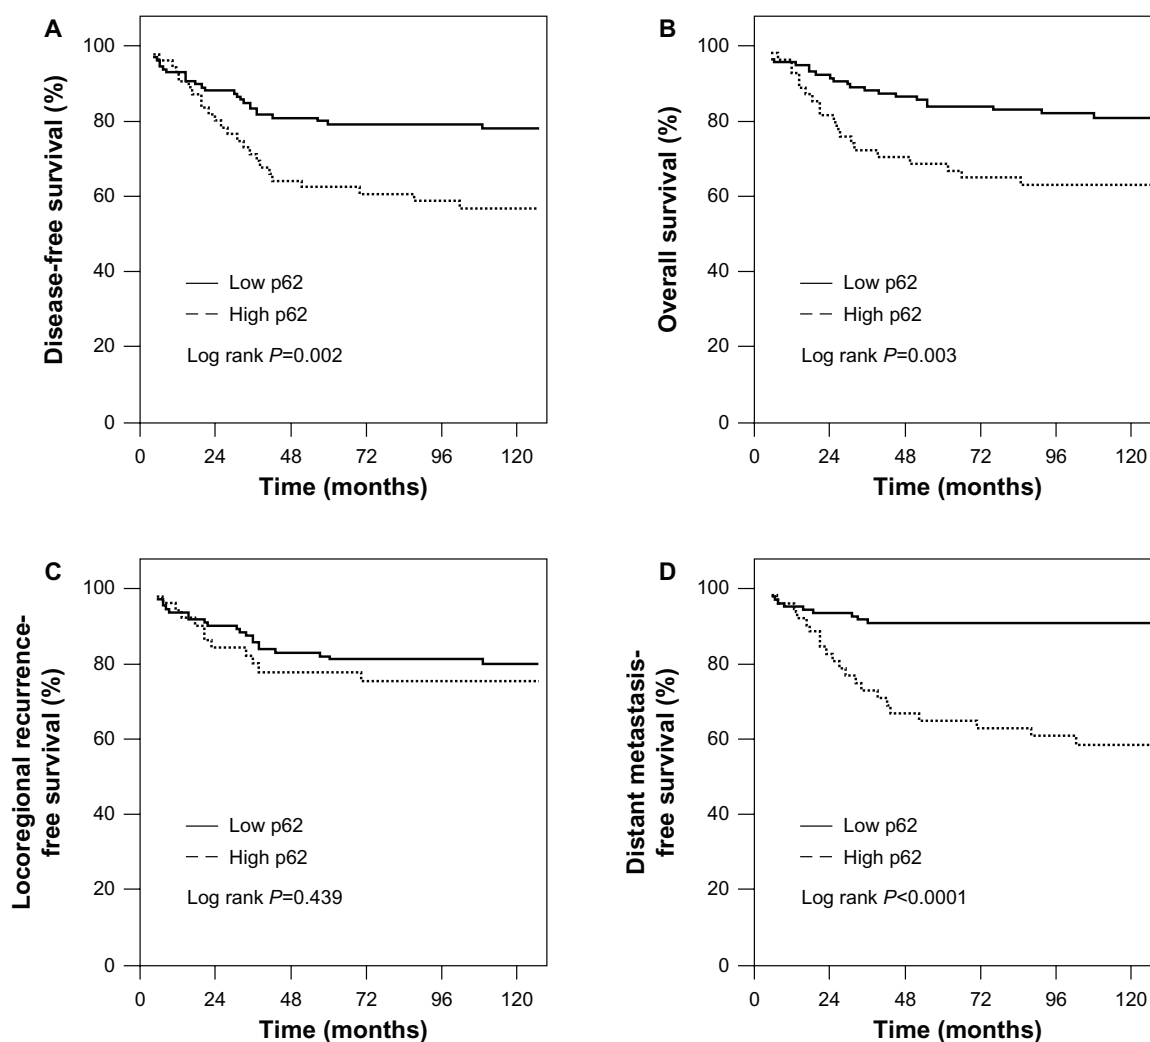 A
Disease-free survival (%)
100
80
60
40
20
0
Low p62
High p62
Log rank P=0.002
0 24 48 72 96 120
Time (months)
B
Overall survival (%)
100
80
60
40
20
0
Low p62
High p62
Log rank P=0.003
0 24 48 72 96 120
Time (months)
C
Locoregional recurrence-
free survival (%)
100
80
60
40
20
0
Low p62
High p62
Log rank P=0.439
0 24 48 72 96 120
Time (months)
D
Distant metastasis-
free survival (%)
100
80
60
40
20
0
Low p62
High p62
Log rank P<0.0001
0 24 48 72 96 120
Time (months)